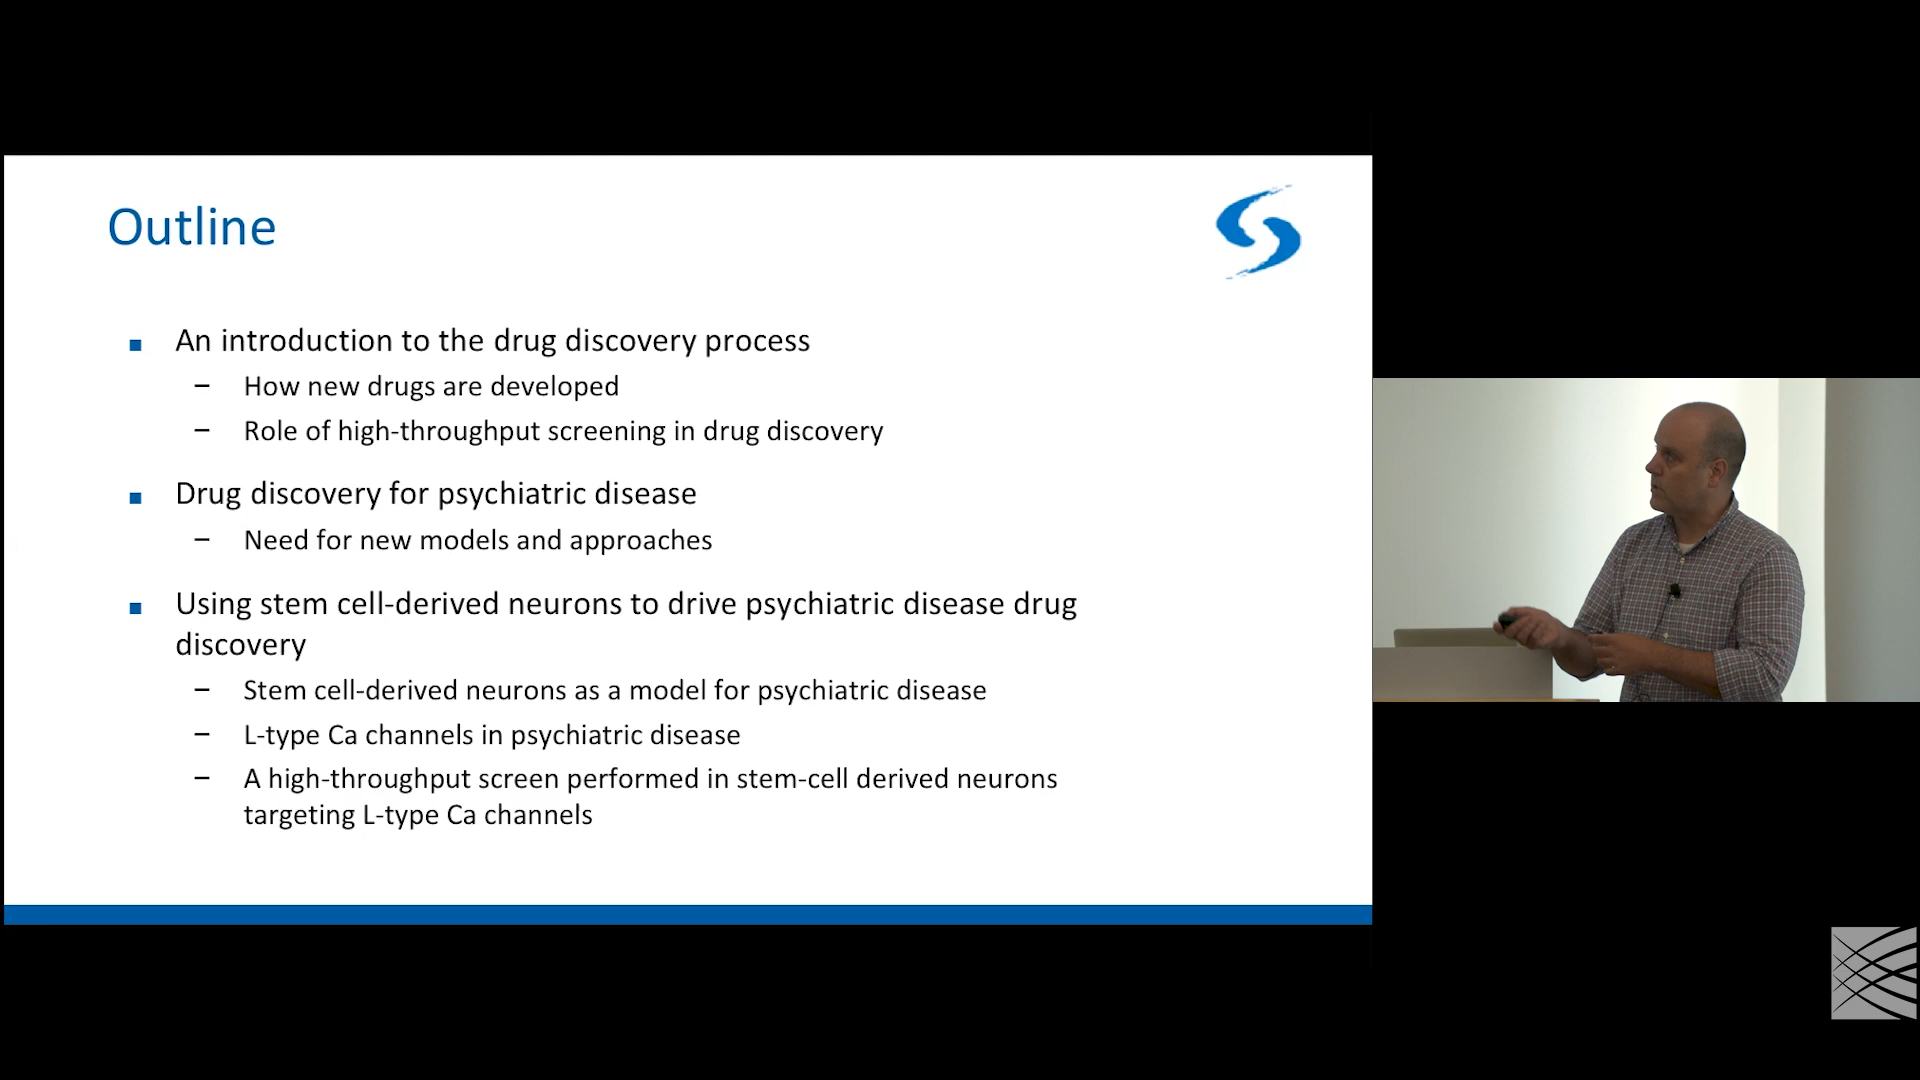 Outline
An introduction to the drug discovery process
– How new drugs are developed
– Role of high-throughput screening in drug discovery
Drug discovery for psychiatric disease
– Need for new models and approaches
Using stem cell-derived neurons to drive psychiatric disease drug
discovery
– Stem cell-derived neurons as a model for psychiatric disease
– L-type Ca channels in psychiatric disease
– A high-throughput screen performed in stem-cell derived neurons
targeting L-type Ca channels